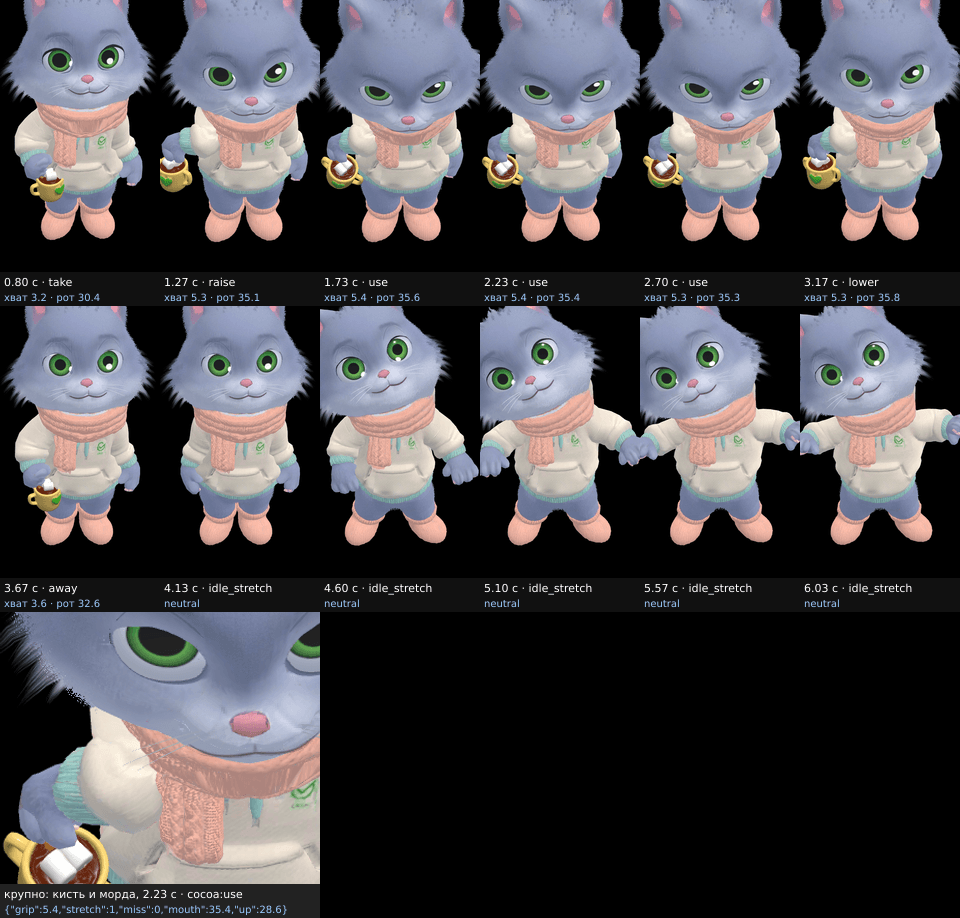 0.80 с · take
1.27 с · raise
1.73 с · use
2.23 с · use
2.70 с · use
3.17 с · lower
хват 3.2 · рот 30.4
хват 5.3 · рот 35.1
хват 5.4 · рот 35.6
хват 5.4 · рот 35.4
хват 5.3 · рот 35.3
хват 5.3 · рот 35.8
3.67 с · away
4.13 с · idle_stretch
4.60 с · idle_stretch
5.10 с · idle_stretch
5.57 с · idle_stretch
6.03 с · idle_stretch
хват 3.6 · рот 32.6
neutral
neutral
neutral
neutral
neutral
крупно: кисть и морда, 2.23 с · cocoa:use
{"grip":5.4,"stretch":1,"miss":0,"mouth":35.4,"up":28.6}